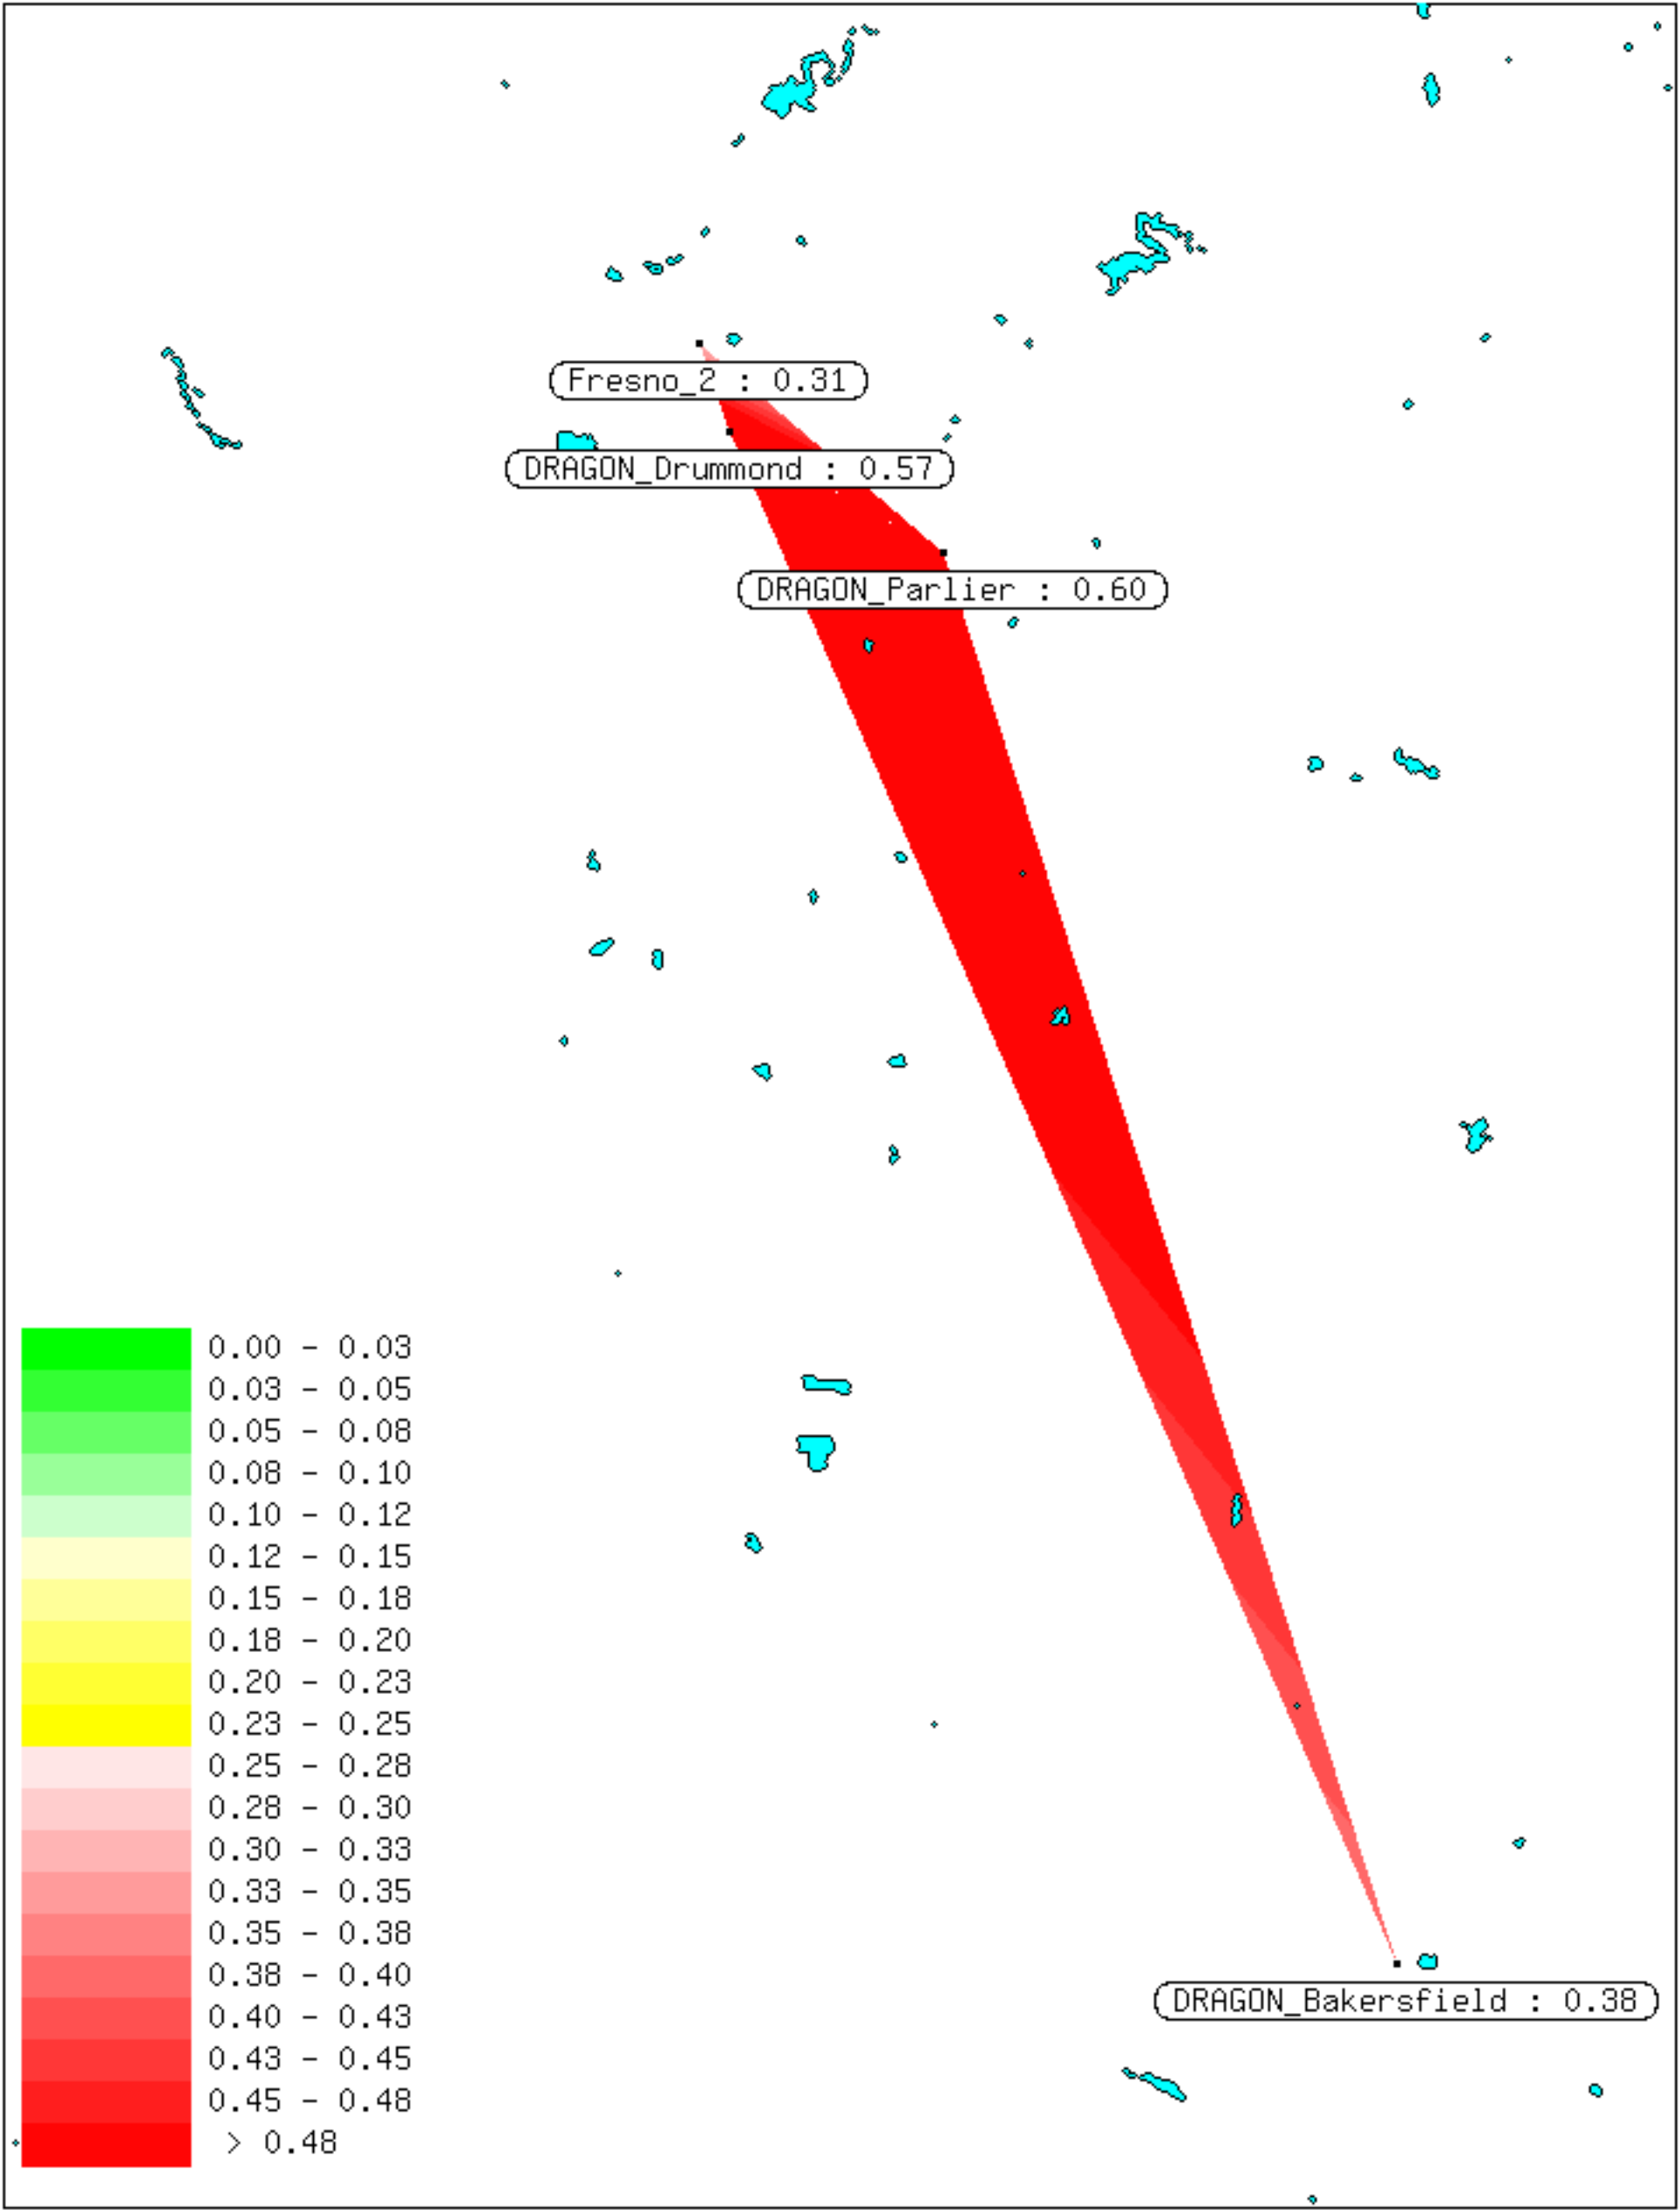 Fresno_2 : 0.31
DRAGON_Drummond : 0.57
DRAGON_Parlier : 0.60
0.00 - 0.03
0.03 - 0.05
0.05 - 0.08
0.08 - 0.10
0.10 - 0.12
0.12 - 0.15
0.15 - 0.18
0.18 - 0.20
0.20 - 0.23
0.23 - 0.25
0.25 - 0.28
0.28 - 0.30
0.30 - 0.33
0.33 - 0.35
0.35 - 0.38
0.38 - 0.40
0.40 - 0.43
0.43 - 0.45
0.45 - 0.48
> 0.48
DRAGON_Bakersfield : 0.38